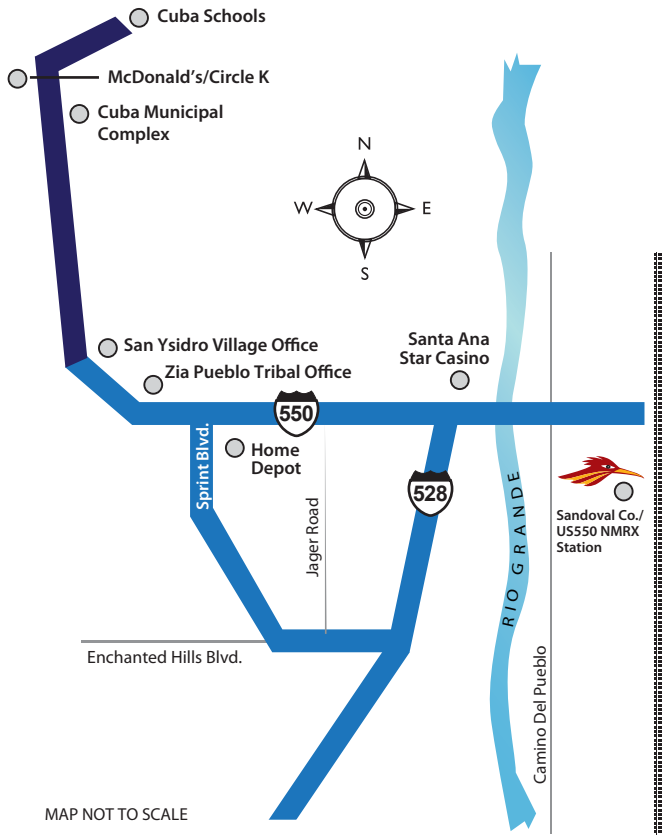 Cuba Schools
McDonald's/Circle K
Cuba Municipal
Complex
N
W
E
S
San Ysidro Village Office
Santa Ana
Star Casino
Zia Pueblo Tribal Office
550
Sprint Blvd.
Home
Depot
528
Jager Road
RIO GRANDE
Sandoval Co./
US550 NMRX
Station
Enchanted Hills Blvd.
Camino Del Pueblo
MAP NOT TO SCALE